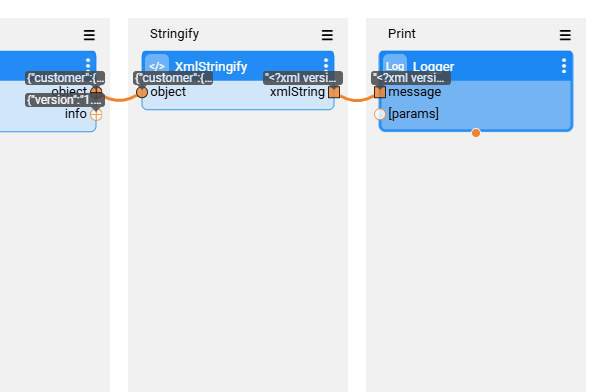 Stringify
Print
</> XmlStringify
Log Logger
{"customer":{...
{"customer":{...
"<?xml versi...
"<?xml versi...
object
object
xmlString
message
{"version":"1....
info
[params]